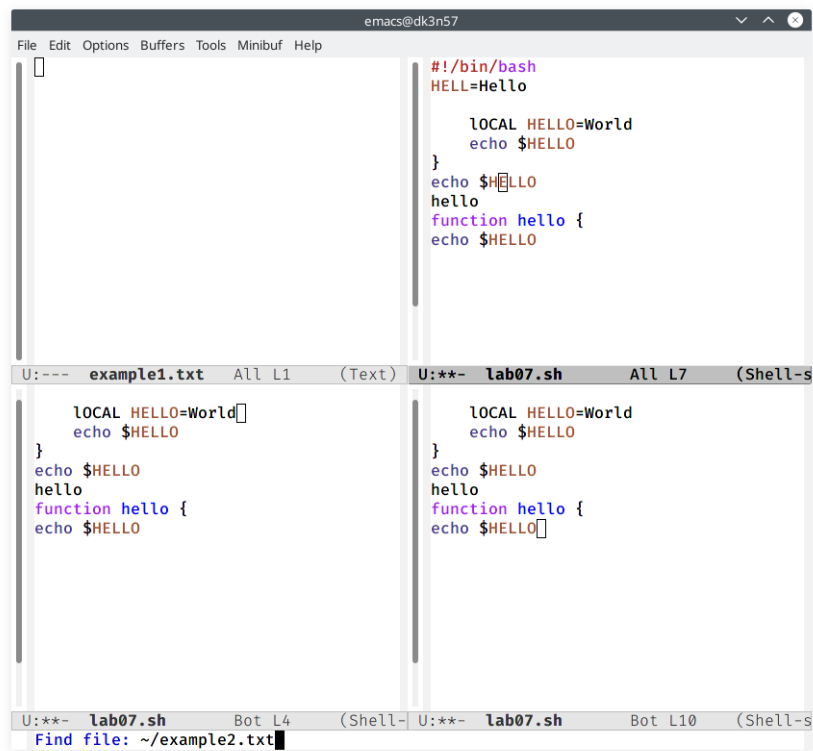 emacs@dk3n57
File Edit Options Buffers Tools Minibuf Help
#!/bin/bash
HELL=Hello
lOCAL HELLO=World
echo $HELLO
}
echo $HELLO
hello
function hello {
echo $HELLO
U:--- example1.txt All L1 (Text)
U:**- lab07.sh All L7 (Shell-s
lOCAL HELLO=World
echo $HELLO
}
echo $HELLO
hello
function hello {
echo $HELLO
U:**- lab07.sh Bot L4 (Shell-
lOCAL HELLO=World
echo $HELLO
}
echo $HELLO
hello
function hello {
echo $HELLO
U:**- lab07.sh Bot L10 (Shell-s
Find file: ~/example2.txt